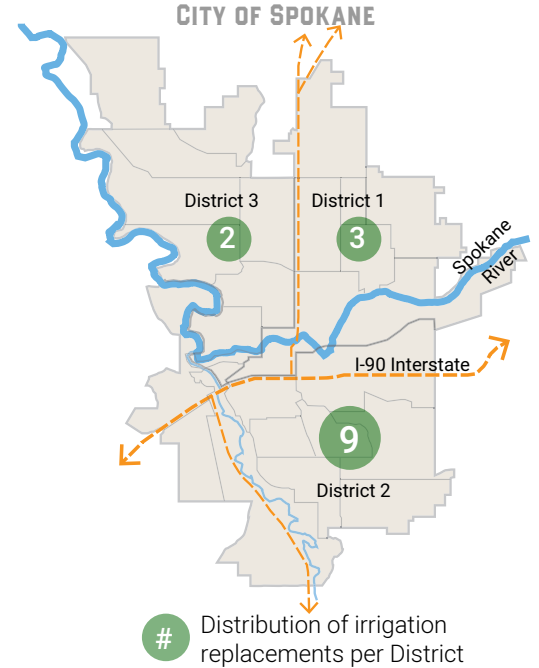 CITY OF SPOKANE
District 3
District 1
2
3
Spokane
River
I-90 Interstate
9
District 2
#
Distribution of irrigation
replacements per District